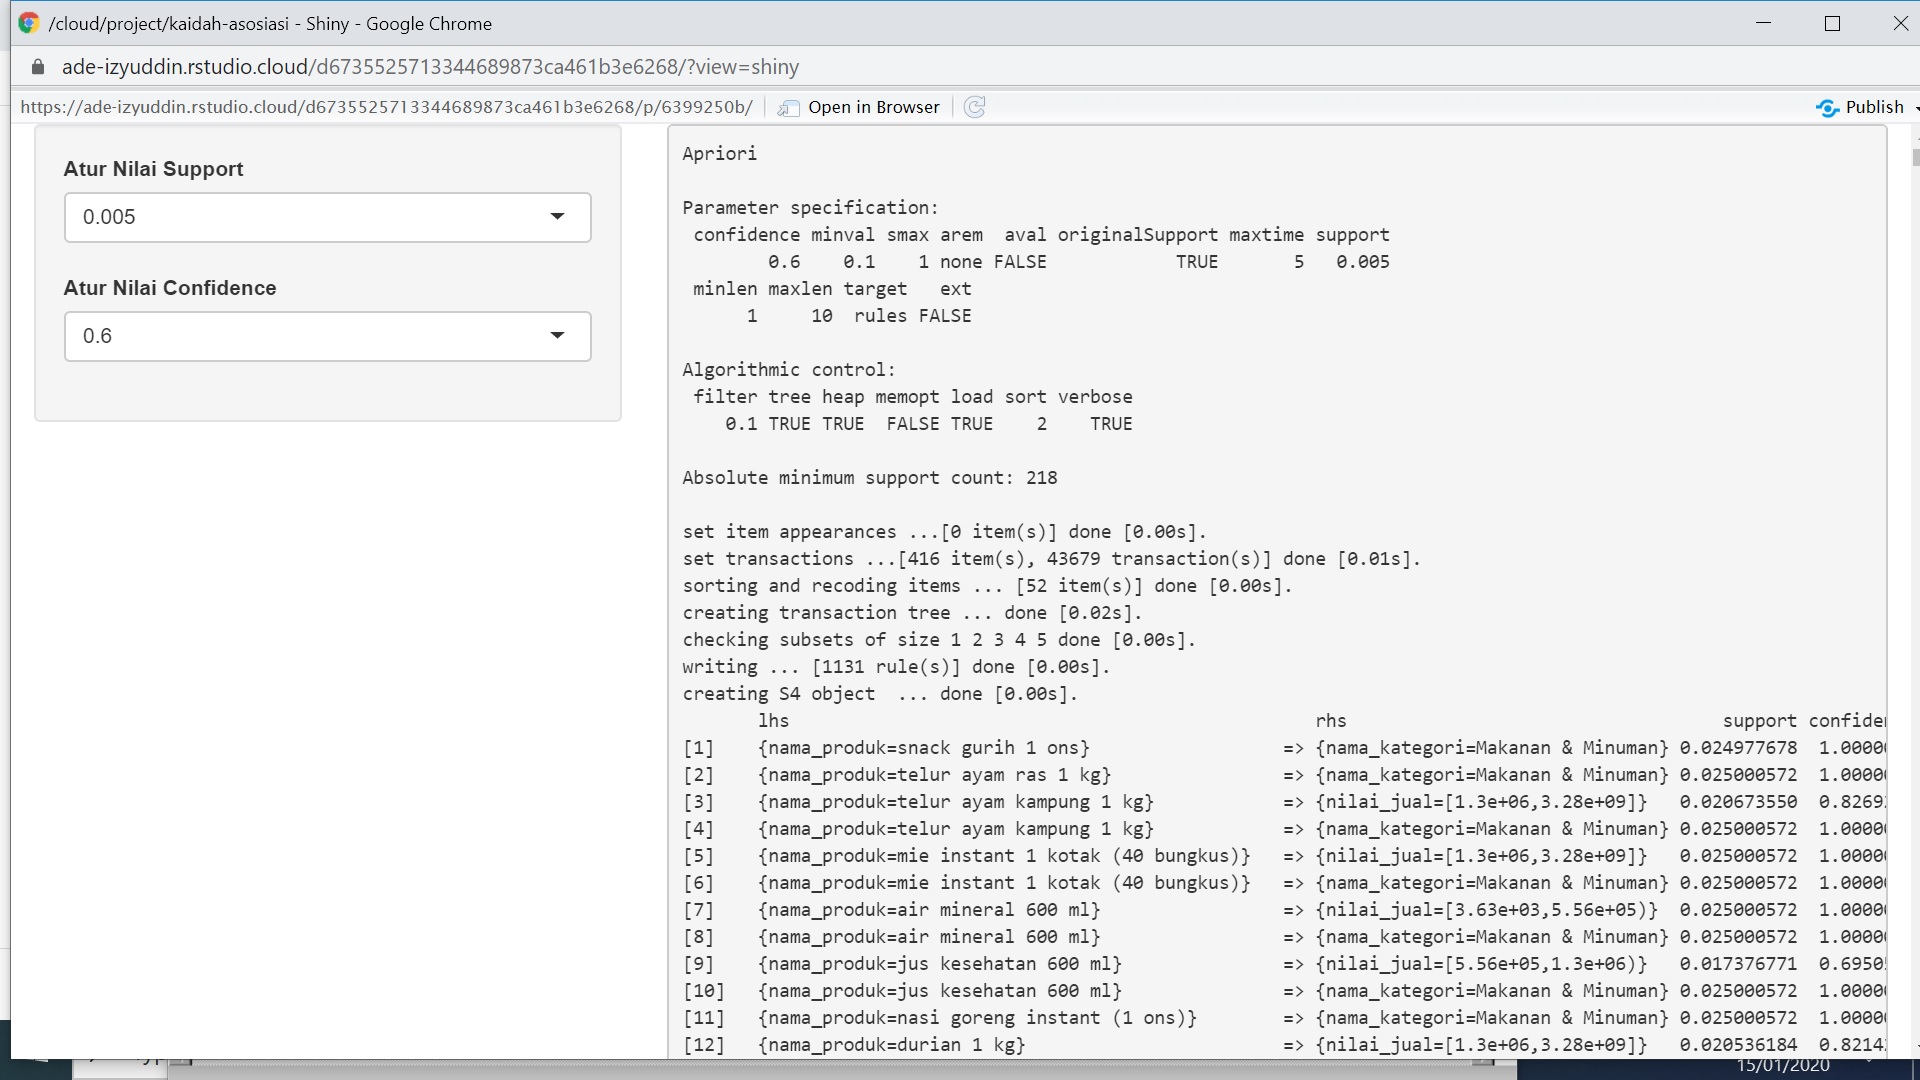 /cloud/project/kaidah-asosiasi - Shiny - Google Chrome
ade-izyuddin.rstudio.cloud/d6735525713344689873ca461b3e6268/?view=shiny
https://ade-izyuddin.rstudio.cloud/d6735525713344689873ca461b3e6268/p/6399250b/ Open in Browser Publish
Atur Nilai Support
0.005
Atur Nilai Confidence
0.6
Apriori
Parameter specification:
confidence minval smax arem aval originalSupport maxtime support
0.6 0.1 1 none FALSE TRUE 5 0.005
minlen maxlen target ext
1 10 rules FALSE
Algorithmic control:
filter tree heap memopt load sort verbose
0.1 TRUE TRUE FALSE TRUE 2 TRUE
Absolute minimum support count: 218
set item appearances ...[0 item(s)] done [0.00s].
set transactions ...[416 item(s), 43679 transaction(s)] done [0.01s].
sorting and recoding items ... [52 item(s)] done [0.00s].
creating transaction tree ... done [0.02s].
checking subsets of size 1 2 3 4 5 done [0.00s].
writing ... [1131 rule(s)] done [0.00s].
creating S4 object ... done [0.00s].
lhs rhs support confiden
[1] {nama_produk=snack gurih 1 ons} => {nama_kategori=Makanan & Minuman} 0.024977678 1.0000
[2] {nama_produk=telur ayam ras 1 kg} => {nama_kategori=Makanan & Minuman} 0.025000572 1.0000
[3] {nama_produk=telur ayam kampung 1 kg} => {nilai_jual=[1.3e+06,3.28e+09]} 0.020673550 0.8269
[4] {nama_produk=telur ayam kampung 1 kg} => {nama_kategori=Makanan & Minuman} 0.025000572 1.0000
[5] {nama_produk=mie instant 1 kotak (40 bungkus)} => {nilai_jual=[1.3e+06,3.28e+09]} 0.025000572 1.0000
[6] {nama_produk=mie instant 1 kotak (40 bungkus)} => {nama_kategori=Makanan & Minuman} 0.025000572 1.0000
[7] {nama_produk=air mineral 600 ml} => {nilai_jual=[3.63e+03,5.56e+05)} 0.025000572 1.0000
[8] {nama_produk=air mineral 600 ml} => {nama_kategori=Makanan & Minuman} 0.025000572 1.0000
[9] {nama_produk=jus kesehatan 600 ml} => {nilai_jual=[5.56e+05,1.3e+06)} 0.017376771 0.6950
[10] {nama_produk=jus kesehatan 600 ml} => {nama_kategori=Makanan & Minuman} 0.025000572 1.0000
[11] {nama_produk=nasi goreng instant (1 ons)} => {nama_kategori=Makanan & Minuman} 0.025000572 1.0000
[12] {nama_produk=durian 1 kg} => {nilai_jual=[1.3e+06,3.28e+09]} 0.020536184 0.8214
15/01/2020